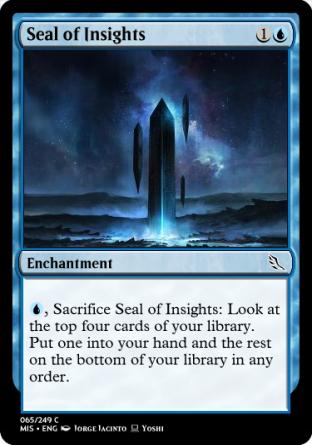 Seal of Insights 1
, Enchantment
, Sacrifice Seal of Insights: Look at
the top four cards of your library.
Put one into your hand and the rest
on the bottom of your library in any
order.
065/249 C
MIS • ENG Jorge Jacinto Yoshi